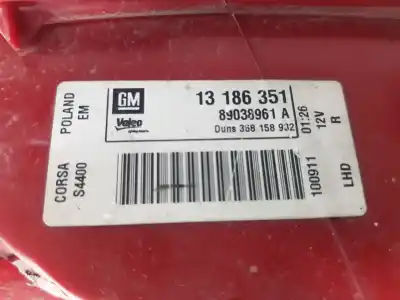 GM
13 186 351
Valeo
89038961 A
Duns 368 158 932
POLAND
EM
CORSA
S4400
01:26
12V
R
100911
LHD